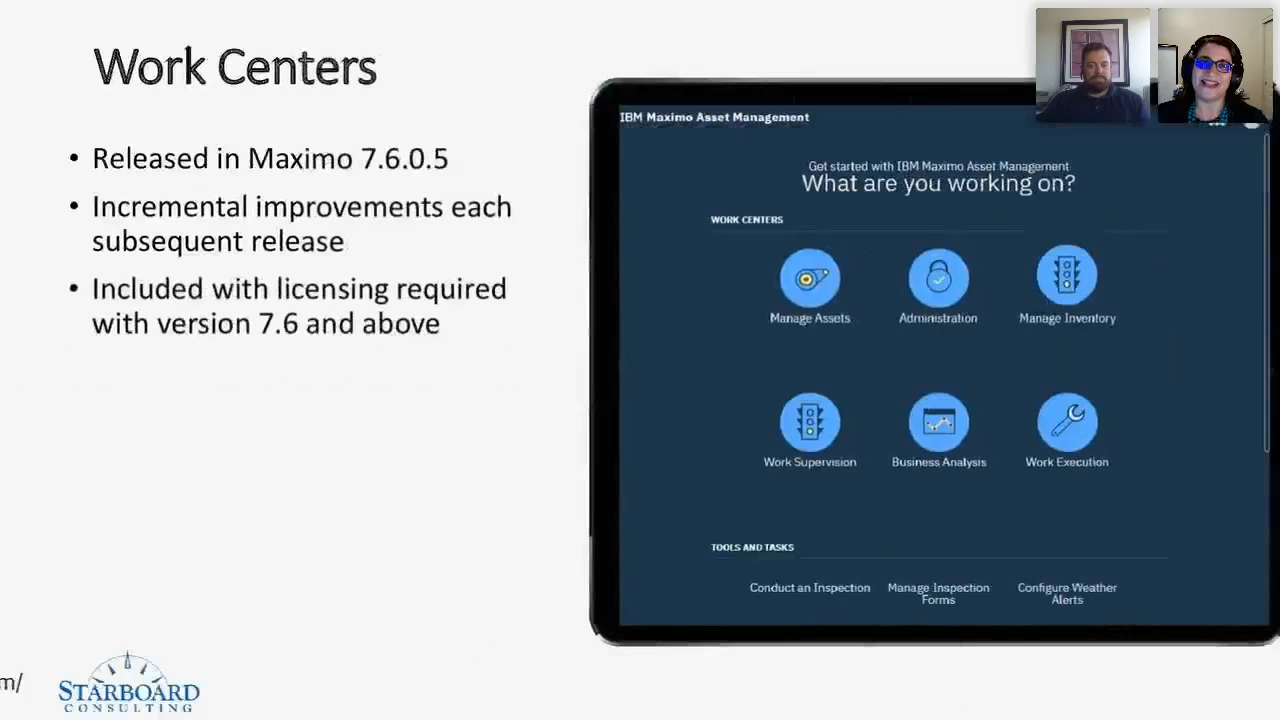 Work Centers
• Released in Maximo 7.6.0.5
• Incremental improvements each
subsequent release
• Included with licensing required
with version 7.6 and above
IBM Maximo Asset Management
Get started with IBM Maximo Asset Management
What are you working on?
WORK CENTERS
Manage Assets
Administration
Manage Inventory
Work Supervision
Business Analysis
Work Execution
TOOLS AND TASKS
Conduct an Inspection
Manage Inspection
Forms
Configure Weather
Alerts
m/
STARBOARD
CONSULTING